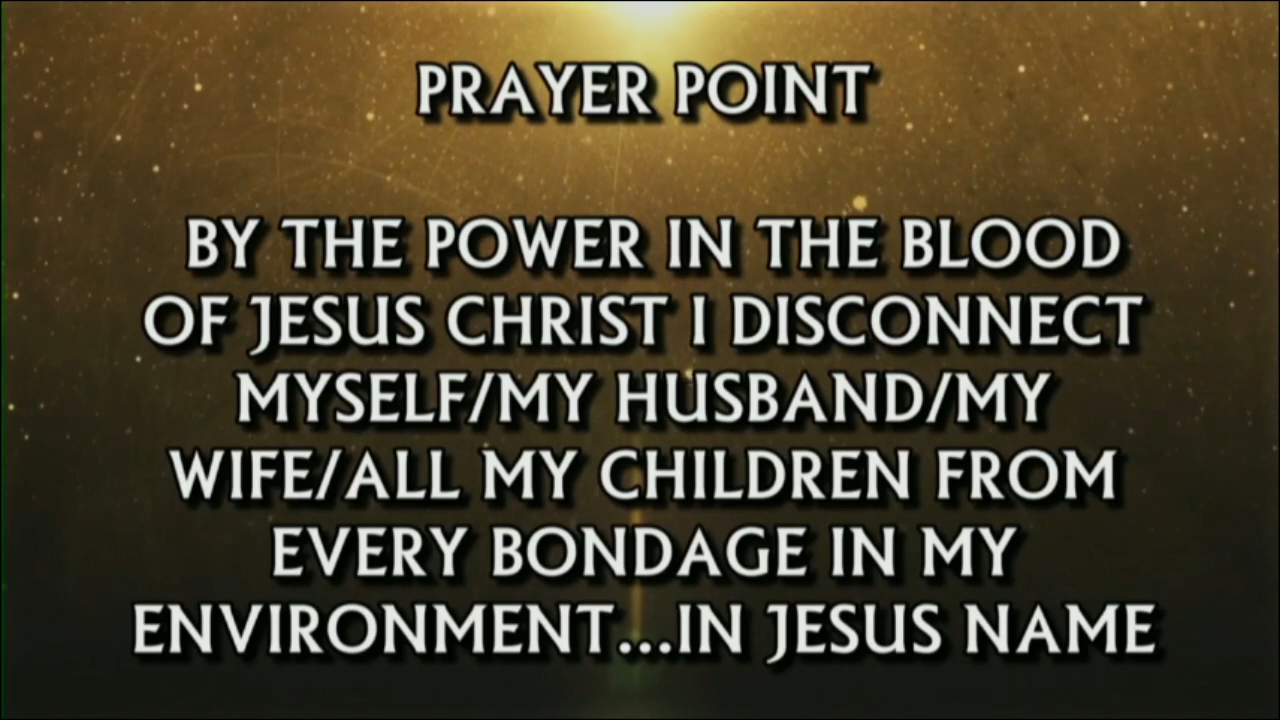 PRAYER POINT
BY THE POWER IN THE BLOOD
OF JESUS CHRIST I DISCONNECT
MYSELF/MY HUSBAND/MY
WIFE/ALL MY CHILDREN FROM
EVERY BONDAGE IN MY
ENVIRONMENT...IN JESUS NAME